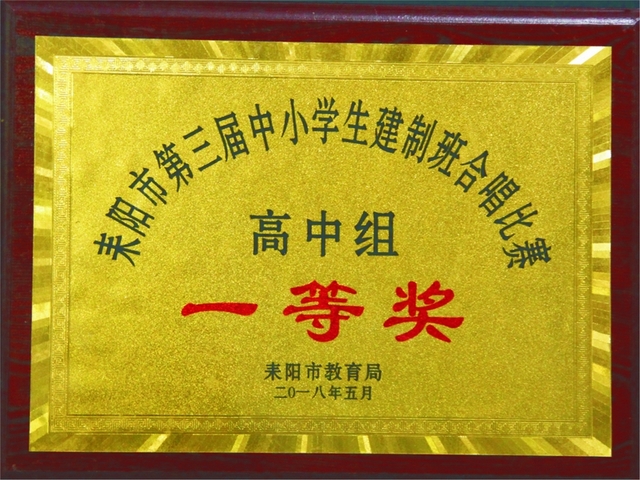 耒阳市第三届中小学生建制班合唱比赛
高中组
一等奖
耒阳市教育局
二〇一八年五月